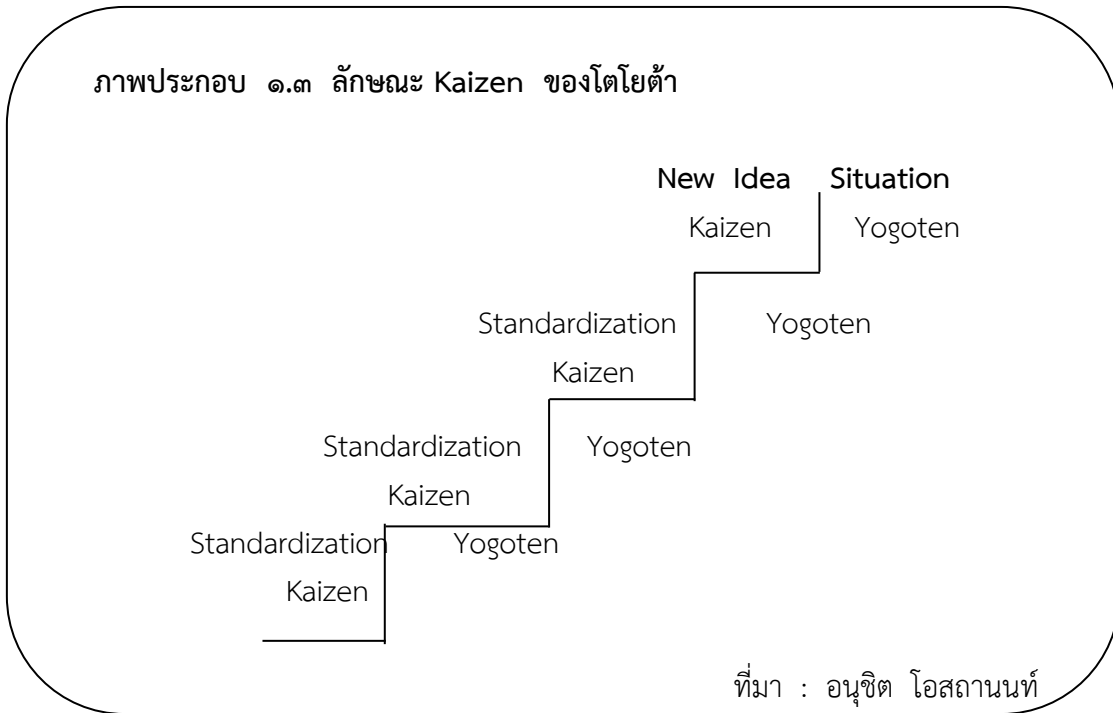 ภาพประกอบ ๑.๓ ลักษณะ Kaizen ของโตโยต้า
New Idea Situation
Kaizen Yogoten
Standardization Yogoten
Kaizen
Standardization Yogoten
Kaizen
Standardization Yogoten
Kaizen
ที่มา : อนุชิต โอสถานนท์